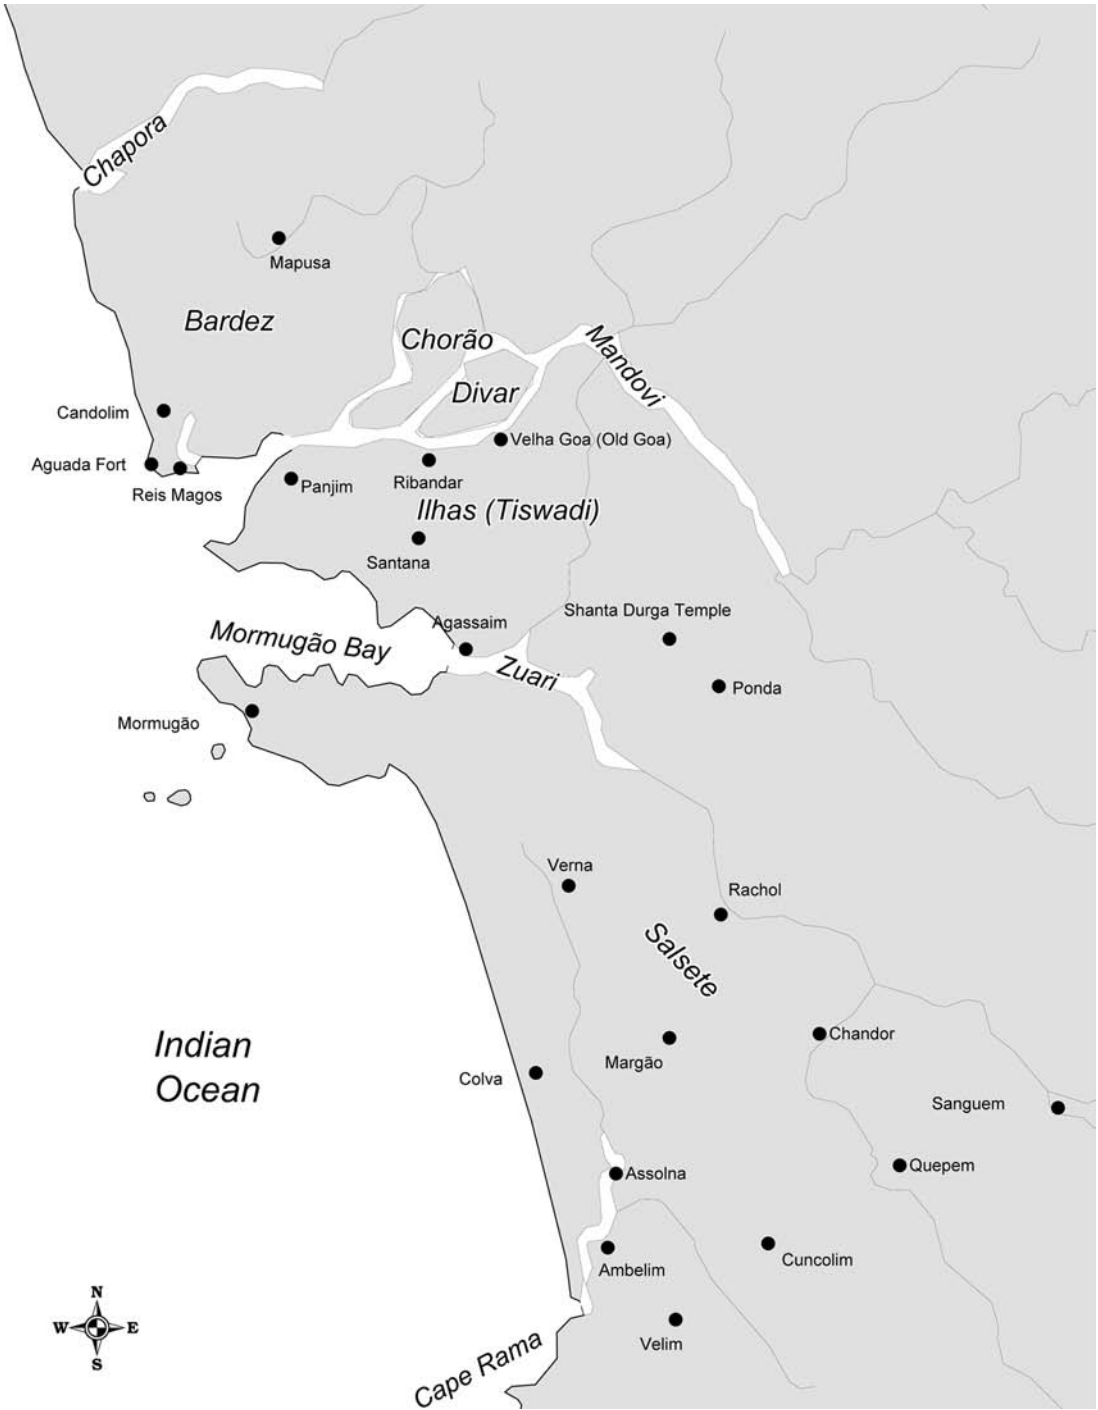 Chapora
Mapusa
Bardez
Chorão
Mandovi
Divar
Candolim
Velha Goa (Old Goa)
Aguada Fort
Reis Magos
Panjim
Ribandar
Ilhas (Tiswadi)
Santana
Shanta Durga Temple
Agassaim
Mormugão Bay
Zuari
Ponda
Mormugão
Verna
Rachol
Salsete
Indian
Ocean
Chandor
Margão
Colva
Sanguem
Quepem
Assolna
Cuncolim
Ambelim
Velim
Cape Rama
N
W
E
S